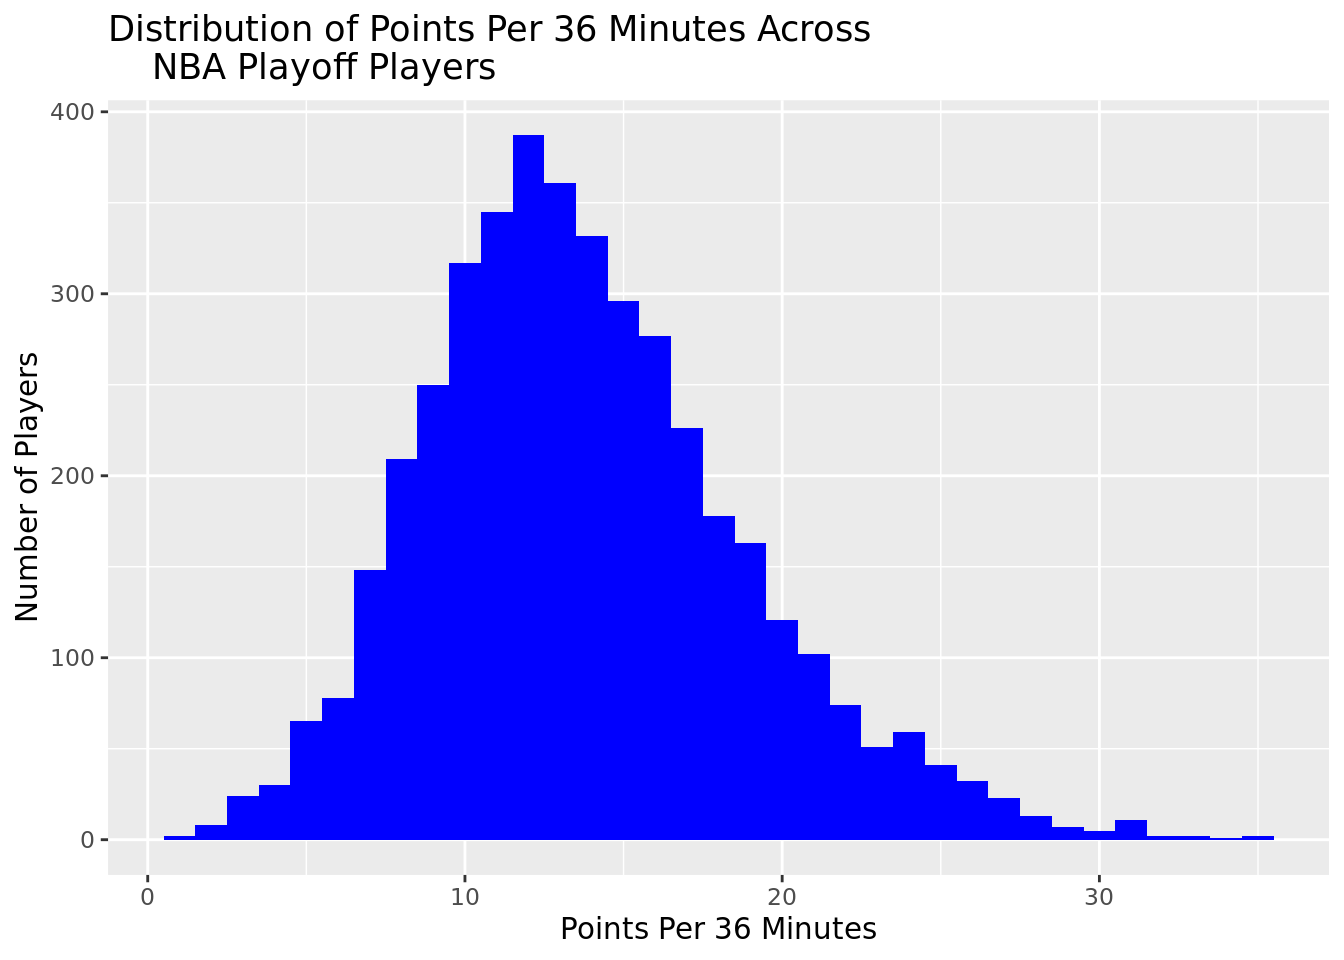 Distribution of Points Per 36 Minutes Across
NBA Playoff Players
400
300
200
100
0
Number of Players
0 10 20 30
Points Per 36 Minutes